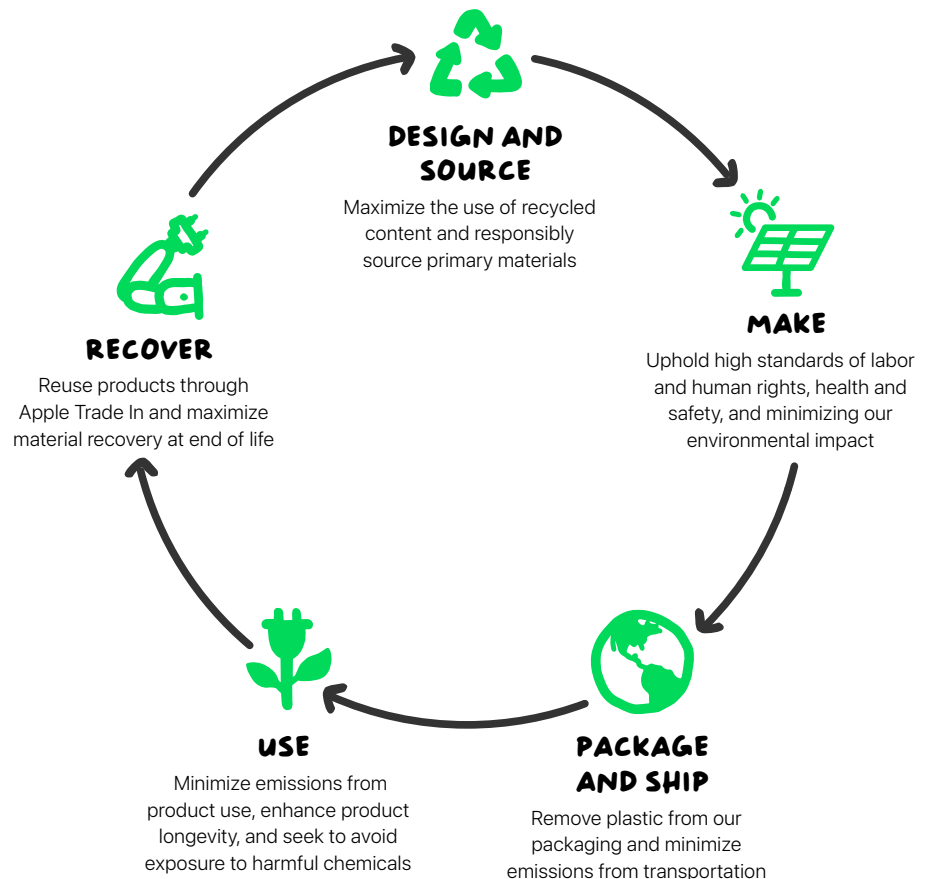 DESIGN AND
SOURCE
Maximize the use of recycled
content and responsibly
source primary materials
MAKE
Uphold high standards of labor
and human rights, health and
safety, and minimizing our
environmental impact
PACKAGE
AND SHIP
Remove plastic from our
packaging and minimize
emissions from transportation
USE
Minimize emissions from
product use, enhance product
longevity, and seek to avoid
exposure to harmful chemicals
RECOVER
Reuse products through
Apple Trade In and maximize
material recovery at end of life